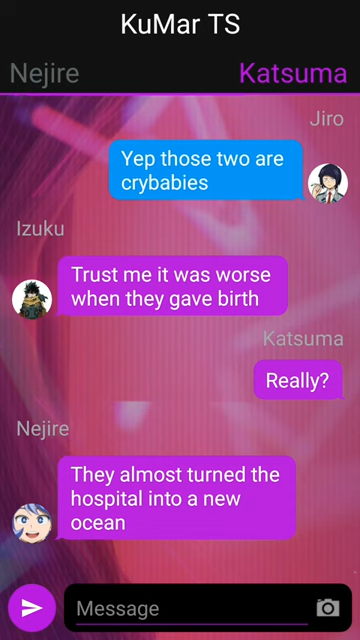 KuMar TS
Nejire
Katsuma
Jiro
Yep those two are
crybabies
Izuku
Trust me it was worse
when they gave birth
Katsuma
Really?
Nejire
They almost turned the
hospital into a new
ocean
Message